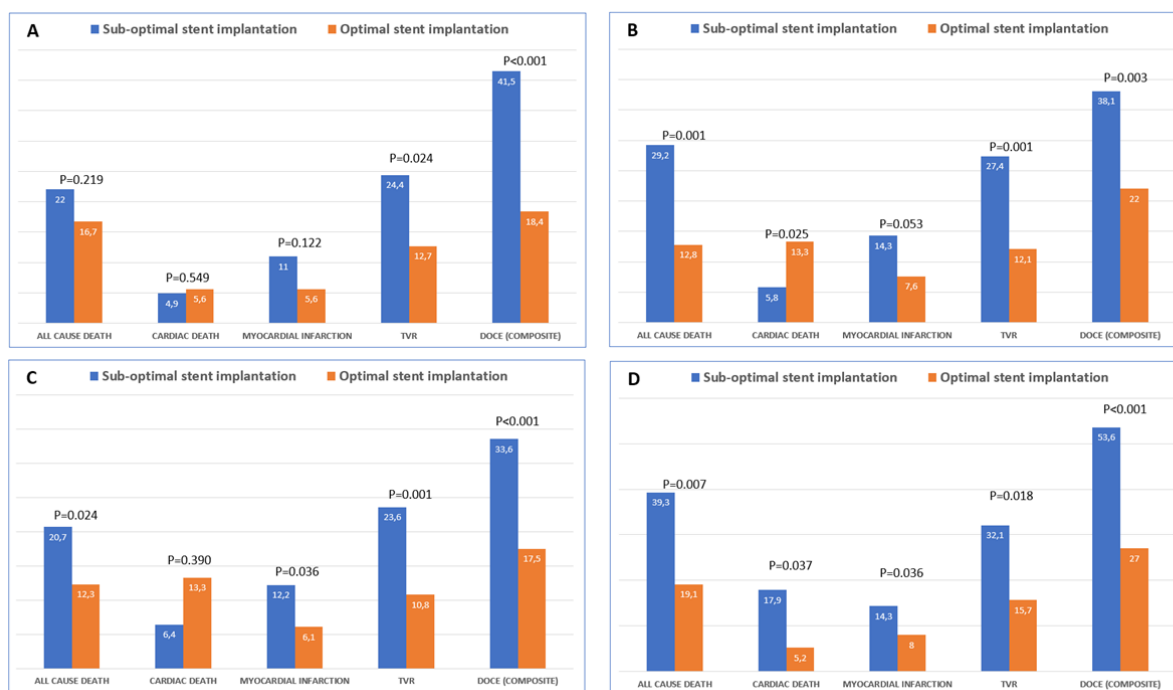 A
Sub-optimal stent implantation Optimal stent implantation
P<0.001
41,5
P=0.024
P=0.219
24,4
22
18,4
16,7
P=0.122
12,7
11
P=0.549
4,9 5,6 5,6
ALL CAUSE DEATH CARDIAC DEATH MYOCARDIAL INFARCTION TVR DOCE (COMPOSITE)
B
Sub-optimal stent implantation Optimal stent implantation
P=0.003
38,1
P=0.001 P=0.001
29,2 27,4
22
P=0.025 P=0.053
14,3
12,8 13,3 12,1
7,6
5,8
ALL CAUSE DEATH CARDIAC DEATH MYOCARDIAL INFARCTION TVR DOCE (COMPOSITE)
C
Sub-optimal stent implantation Optimal stent implantation
P<0.001
33,6
P=0.001
P=0.024 23,6
20,7
17,5
P=0.390 P=0.036
12,3 13,3 12,2 10,8
6,4 6,1
ALL CAUSE DEATH CARDIAC DEATH MYOCARDIAL INFARCTION TVR DOCE (COMPOSITE)
D
Sub-optimal stent implantation Optimal stent implantation
P<0.001
53,6
P=0.007 P=0.018
39,3
32,1
27
P=0.037 P=0.036
19,1 17,9 14,3 15,7
8
5,2
ALL CAUSE DEATH CARDIAC DEATH MYOCARDIAL INFARCTION TVR DOCE (COMPOSITE)